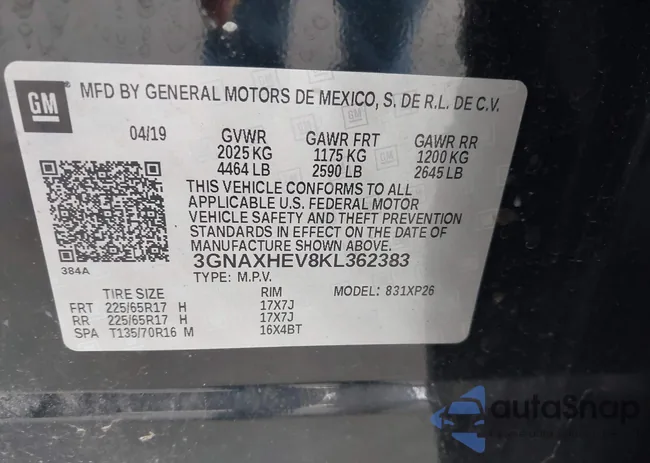 GM
MFD BY GENERAL MOTORS DE MEXICO, S. DE R.L. DE C.V.
04/19 GVWR GAWR FRT GAWR RR
2025 KG 1175 KG 1200 KG
4464 LB 2590 LB 2645 LB
THIS VEHICLE CONFORMS TO ALL
APPLICABLE U.S. FEDERAL MOTOR
VEHICLE SAFETY AND THEFT PREVENTION
STANDARDS IN EFFECT ON THE DATE OF
MANUFACTURE SHOWN ABOVE.
384A
3GNAXHEV8KL362383
TYPE: M.P.V.
TIRE SIZE RIM MODEL: 831XP26
FRT 225/65R17 H 17X7J
RR 225/65R17 H 17X7J
SPA T135/70R16 M 16X4BT
autoSnap